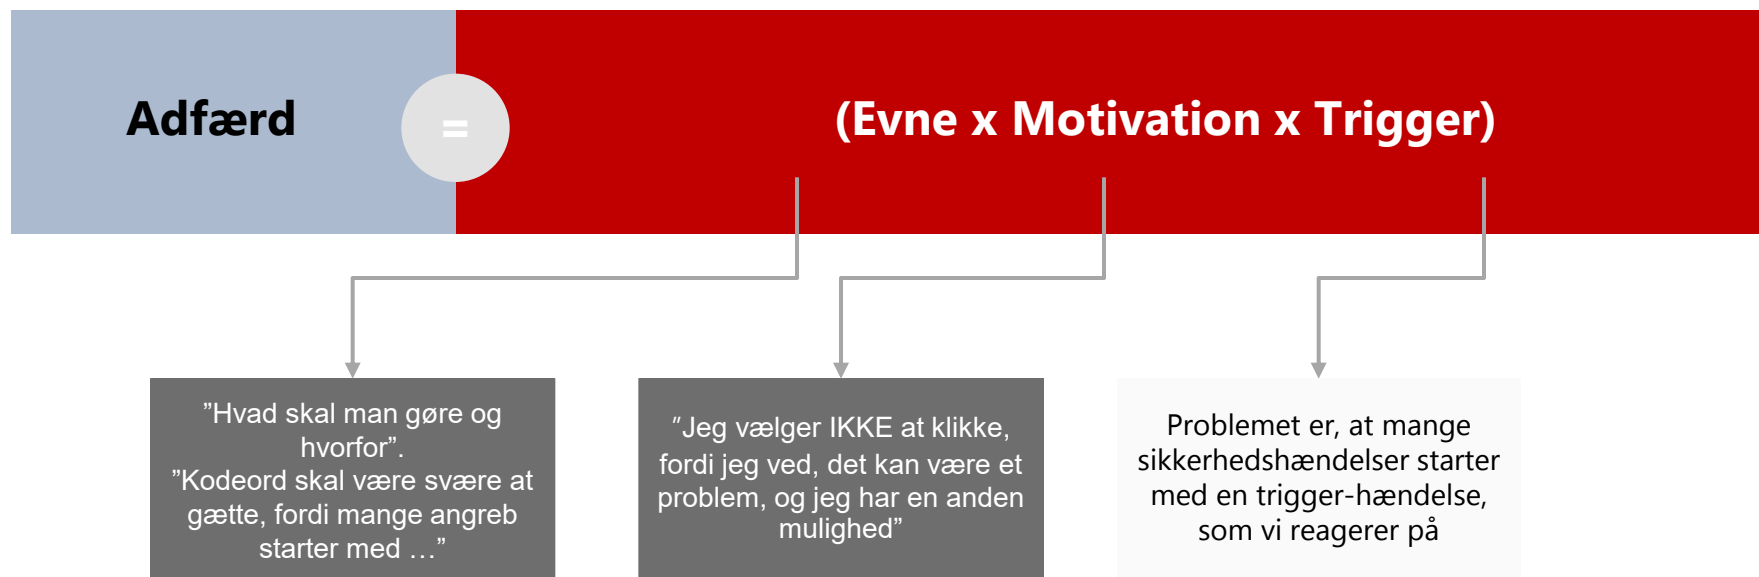 Adfærd
=
(Evne x Motivation x Trigger)
”Hvad skal man gøre og
hvorfor”.
”Kodeord skal være svære at
gætte, fordi mange angreb
starter med …”
”Jeg vælger IKKE at klikke,
fordi jeg ved, det kan være et
problem, og jeg har en anden
mulighed”
Problemet er, at mange
sikkerhedshændelser starter
med en trigger-hændelse,
som vi reagerer på